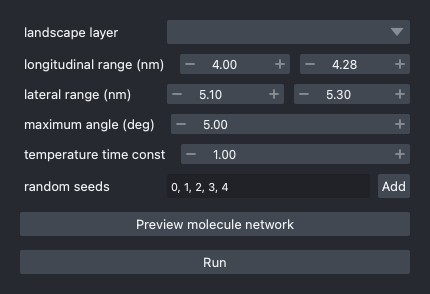 landscape layer
longitudinal range (nm) − 4.00 + − 4.28 +
lateral range (nm) − 5.10 + − 5.30 +
maximum angle (deg) − 5.00 +
temperature time const − 1.00 +
random seeds 0, 1, 2, 3, 4 Add
Preview molecule network
Run